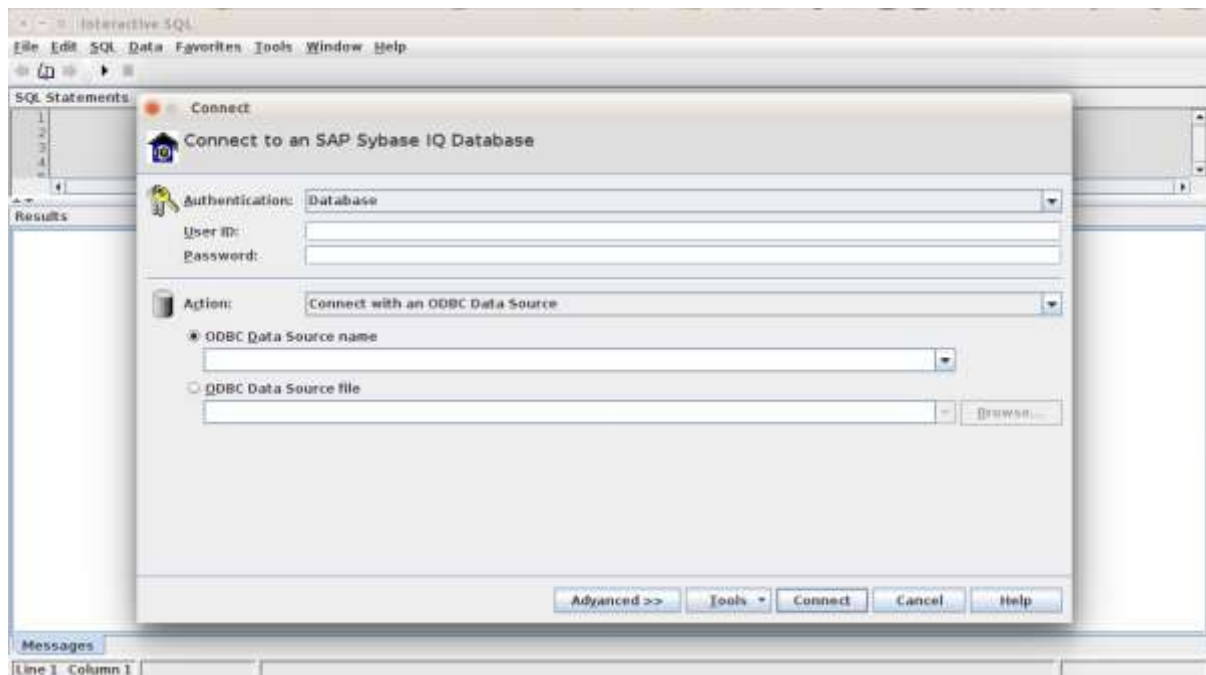 Interactive SQL
File Edit SQL Data Favorites Tools Window Help
SQL Statements
1
2
3
4
Connect
Connect to an SAP Sybase IQ Database
Authentication: Database
User ID:
Password:
Action: Connect with an ODBC Data Source
ODBC Data Source name
ODBC Data Source file
Browse...
Advanced >> Tools Connect Cancel Help
Results
Messages
Line 1 Column 1